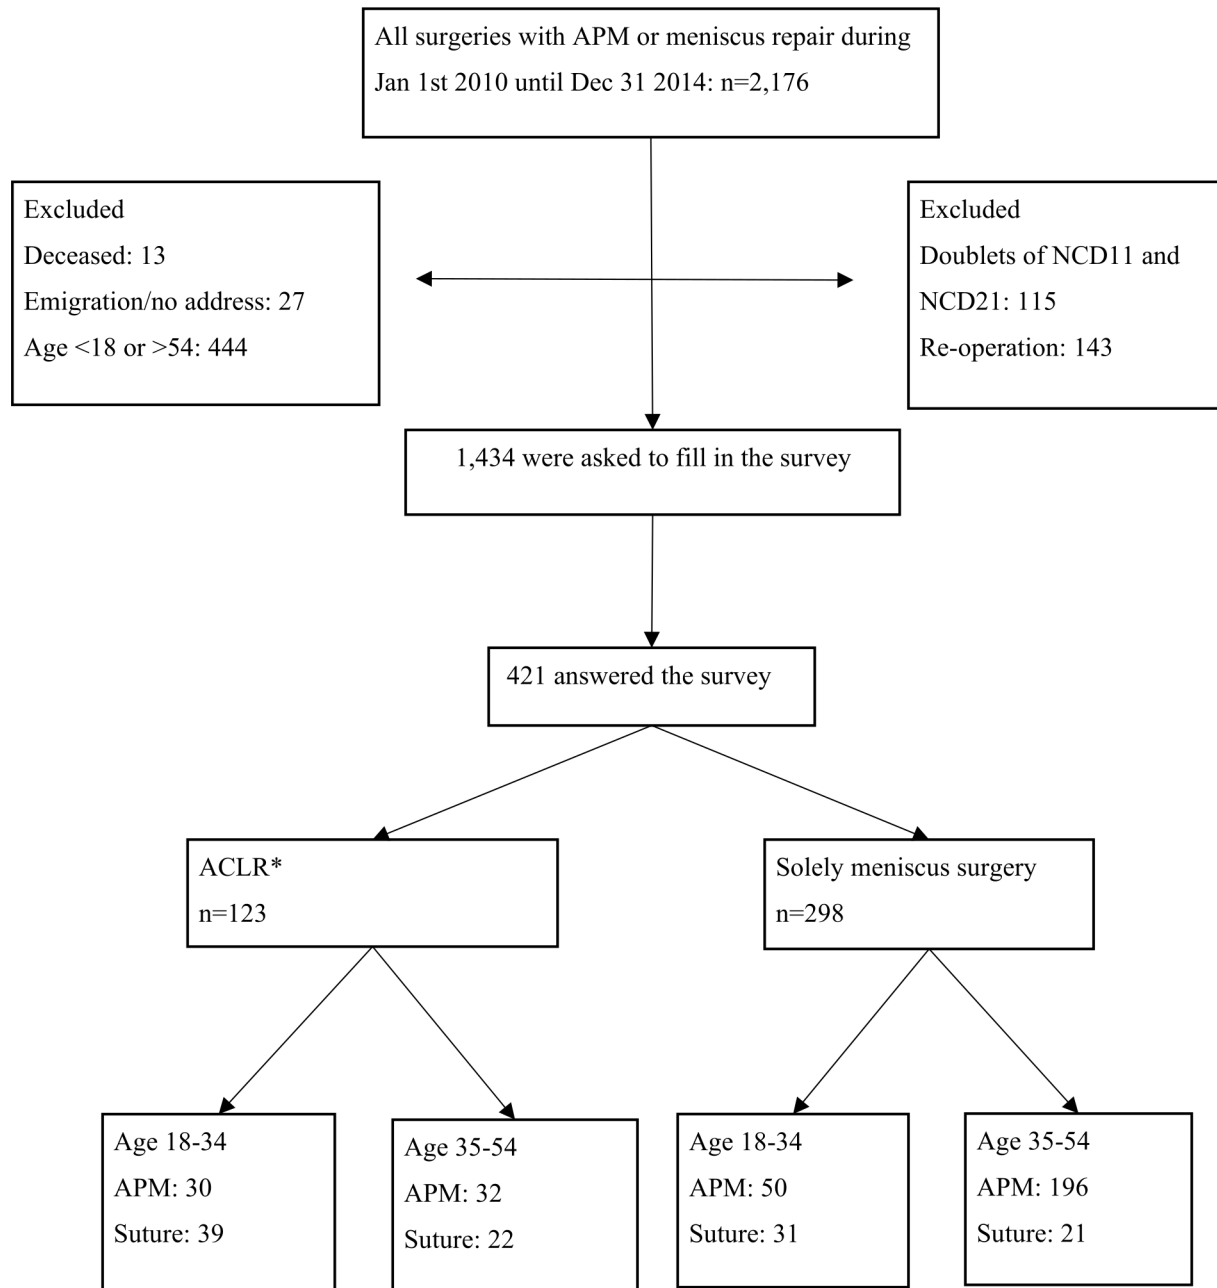 All surgeries with APM or meniscus repair during
Jan 1st 2010 until Dec 31 2014: n=2,176
Excluded
Deceased: 13
Emigration/no address: 27
Age <18 or >54: 444
Excluded
Doublets of NCD11 and
NCD21: 115
Re-operation: 143
1,434 were asked to fill in the survey
421 answered the survey
ACLR*
n=123
Solely meniscus surgery
n=298
Age 18-34
APM: 30
Suture: 39
Age 35-54
APM: 32
Suture: 22
Age 18-34
APM: 50
Suture: 31
Age 35-54
APM: 196
Suture: 21